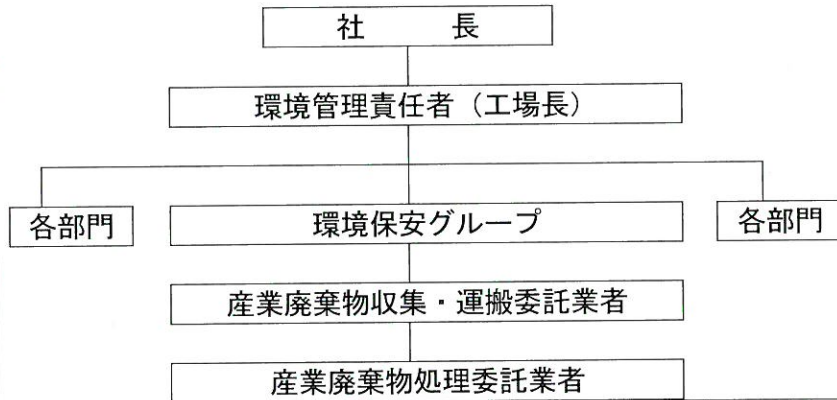 社　　　長
環境管理責任者（工場長）
各部門
環境保安グループ
各部門
産業廃棄物収集・運搬委託業者
産業廃棄物処理委託業者